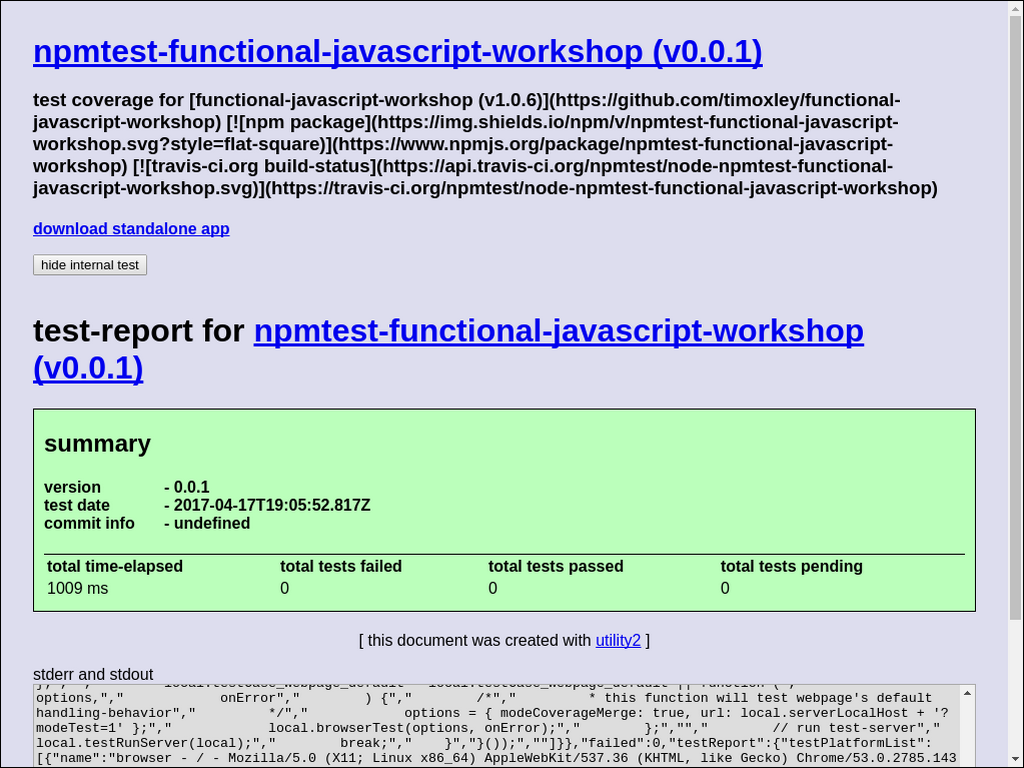 npmtest-functional-javascript-workshop (v0.0.1)
test coverage for [functional-javascript-workshop (v1.0.6)](https://github.com/timoxley/functional-
javascript-workshop) [![npm package](https://img.shields.io/npm/v/npmtest-functional-javascript-
workshop.svg?style=flat-square)](https://www.npmjs.org/package/npmtest-functional-javascript-
workshop) [![travis-ci.org build-status](https://api.travis-ci.org/npmtest/node-npmtest-functional-
javascript-workshop.svg)](https://travis-ci.org/npmtest/node-npmtest-functional-javascript-workshop)
download standalone app
hide internal test
test-report for npmtest-functional-javascript-workshop
(v0.0.1)
summary
version - 0.0.1
test date - 2017-04-17T19:05:52.817Z
commit info - undefined
total time-elapsed total tests failed total tests passed total tests pending
1009 ms 0 0 0
[ this document was created with utility2 ]
stderr and stdout
options,","            onError","        ) {","        /*","         * this function will test webpage's default
handling-behavior","         */","            options = { modeCoverageMerge: true, url: local.serverLocalHost + '?
modeTest=1' };","            local.browserTest(options, onError);","        };","","        // run test-server","
local.testRunServer(local);","        break;","    }","}());",""]}},"failed":0,"testReport":{"testPlatformList":
[{"name":"browser - / - Mozilla/5.0 (X11; Linux x86_64) AppleWebKit/537.36 (KHTML, like Gecko) Chrome/53.0.2785.143